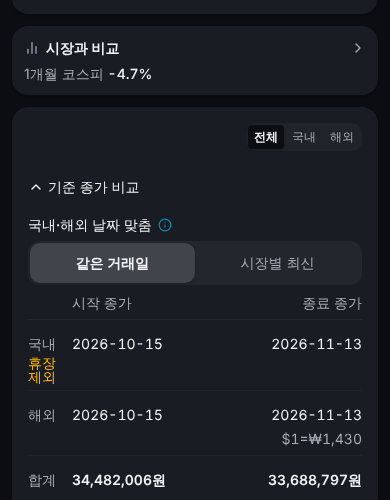 시장과 비교
1개월 코스피 -4.7%
전체 국내 해외
기준 종가 비교
국내·해외 날짜 맞춤
같은 거래일 시장별 최신
시작 종가 종료 종가
국내 2026-10-15 2026-11-13
휴장
제외
해외 2026-10-15 2026-11-13
$1=₩1,430
합계 34,482,006원 33,688,797원